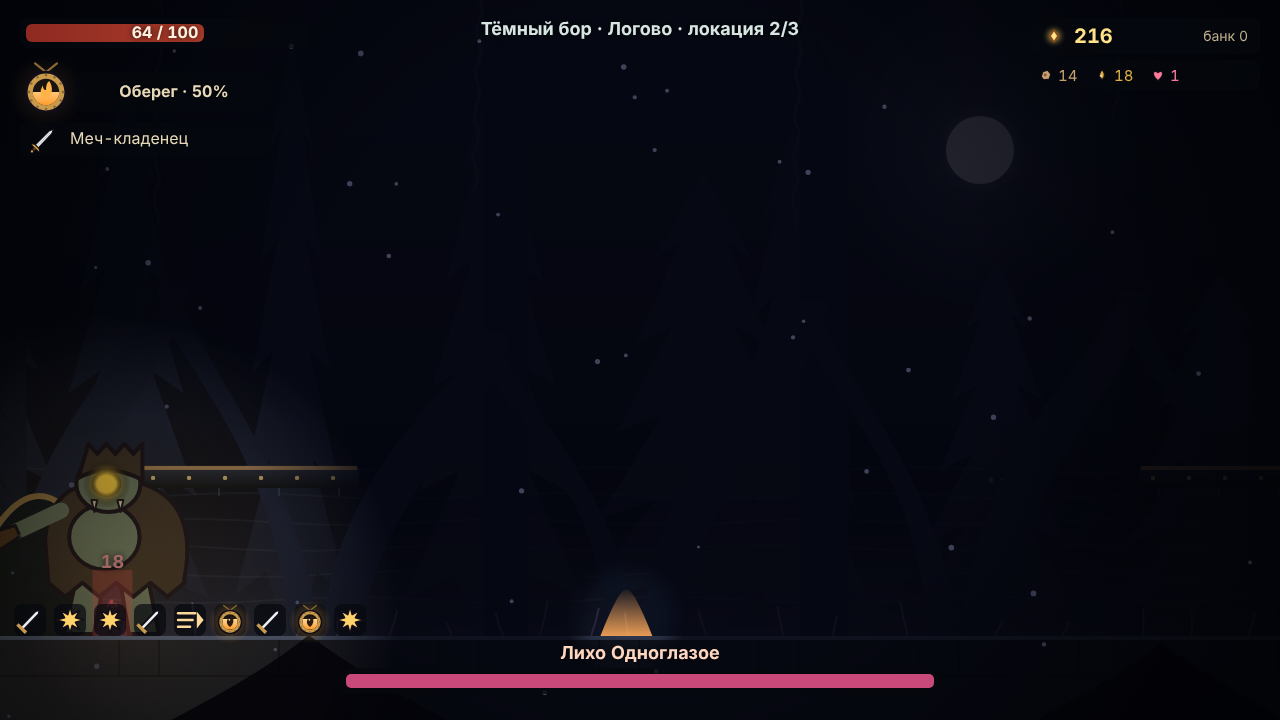 64 / 100
Тёмный бор · Логово · локация 2/3
216
банк 0
14
18
1
Оберег · 50%
Меч-кладенец
18
Лихо Одноглазое